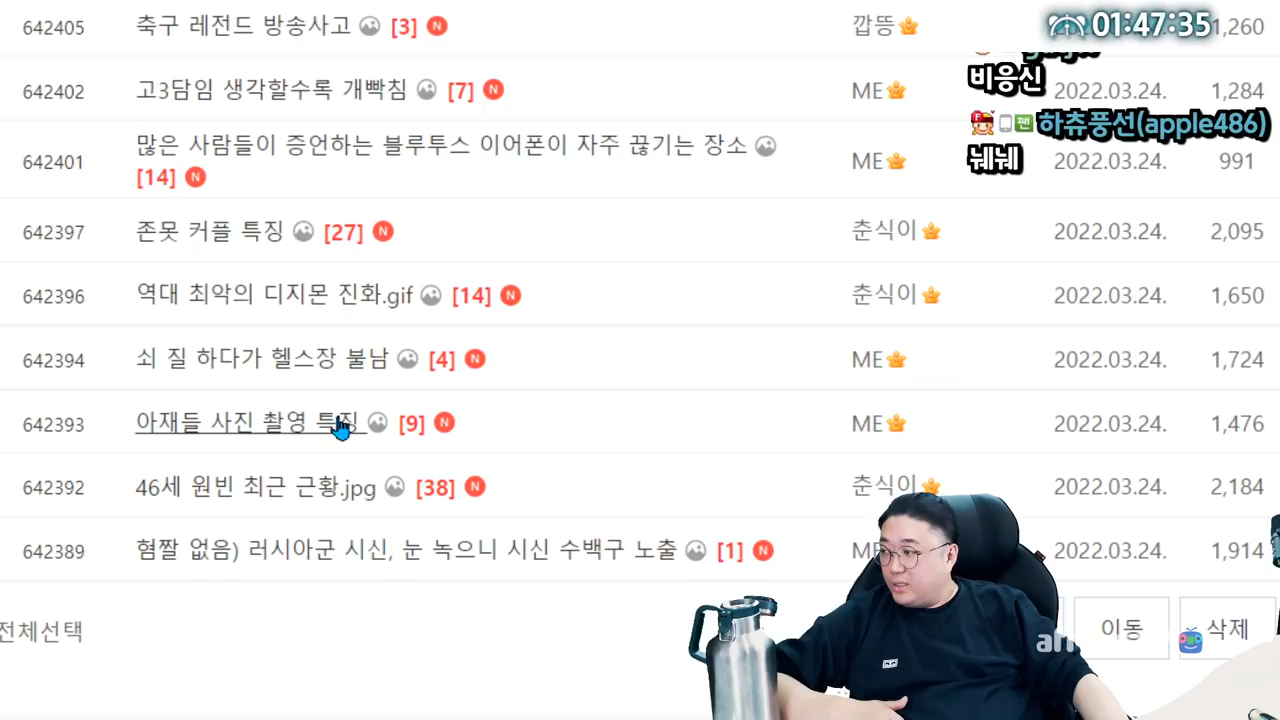 642405 축구 레전드 방송사고 [3] N 깝뜽 1,260
01:47:35
비응신
642402 고3담임 생각할수록 개빡침 [7] N ME 2022.03.24. 1,284
하츄풍선(apple486)
642401 많은 사람들이 증언하는 블루투스 이어폰이 자주 끊기는 장소 ME 2022.03.24. 991
[14] N
눼눼
642397 존못 커플 특징 [27] N 춘식이 2022.03.24. 2,095
642396 역대 최악의 디지몬 진화.gif [14] N 춘식이 2022.03.24. 1,650
642394 쇠 질 하다가 헬스장 불남 [4] N ME 2022.03.24. 1,724
642393 아재들 사진 촬영 특징 [9] N ME 2022.03.24. 1,476
642392 46세 원빈 최근 근황.jpg [38] N 춘식이 2022.03.24. 2,184
642389 혐짤 없음) 러시아군 시신, 눈 녹으니 시신 수백구 노출 [1] N ME 2022.03.24. 1,914
전체선택 이동 삭제